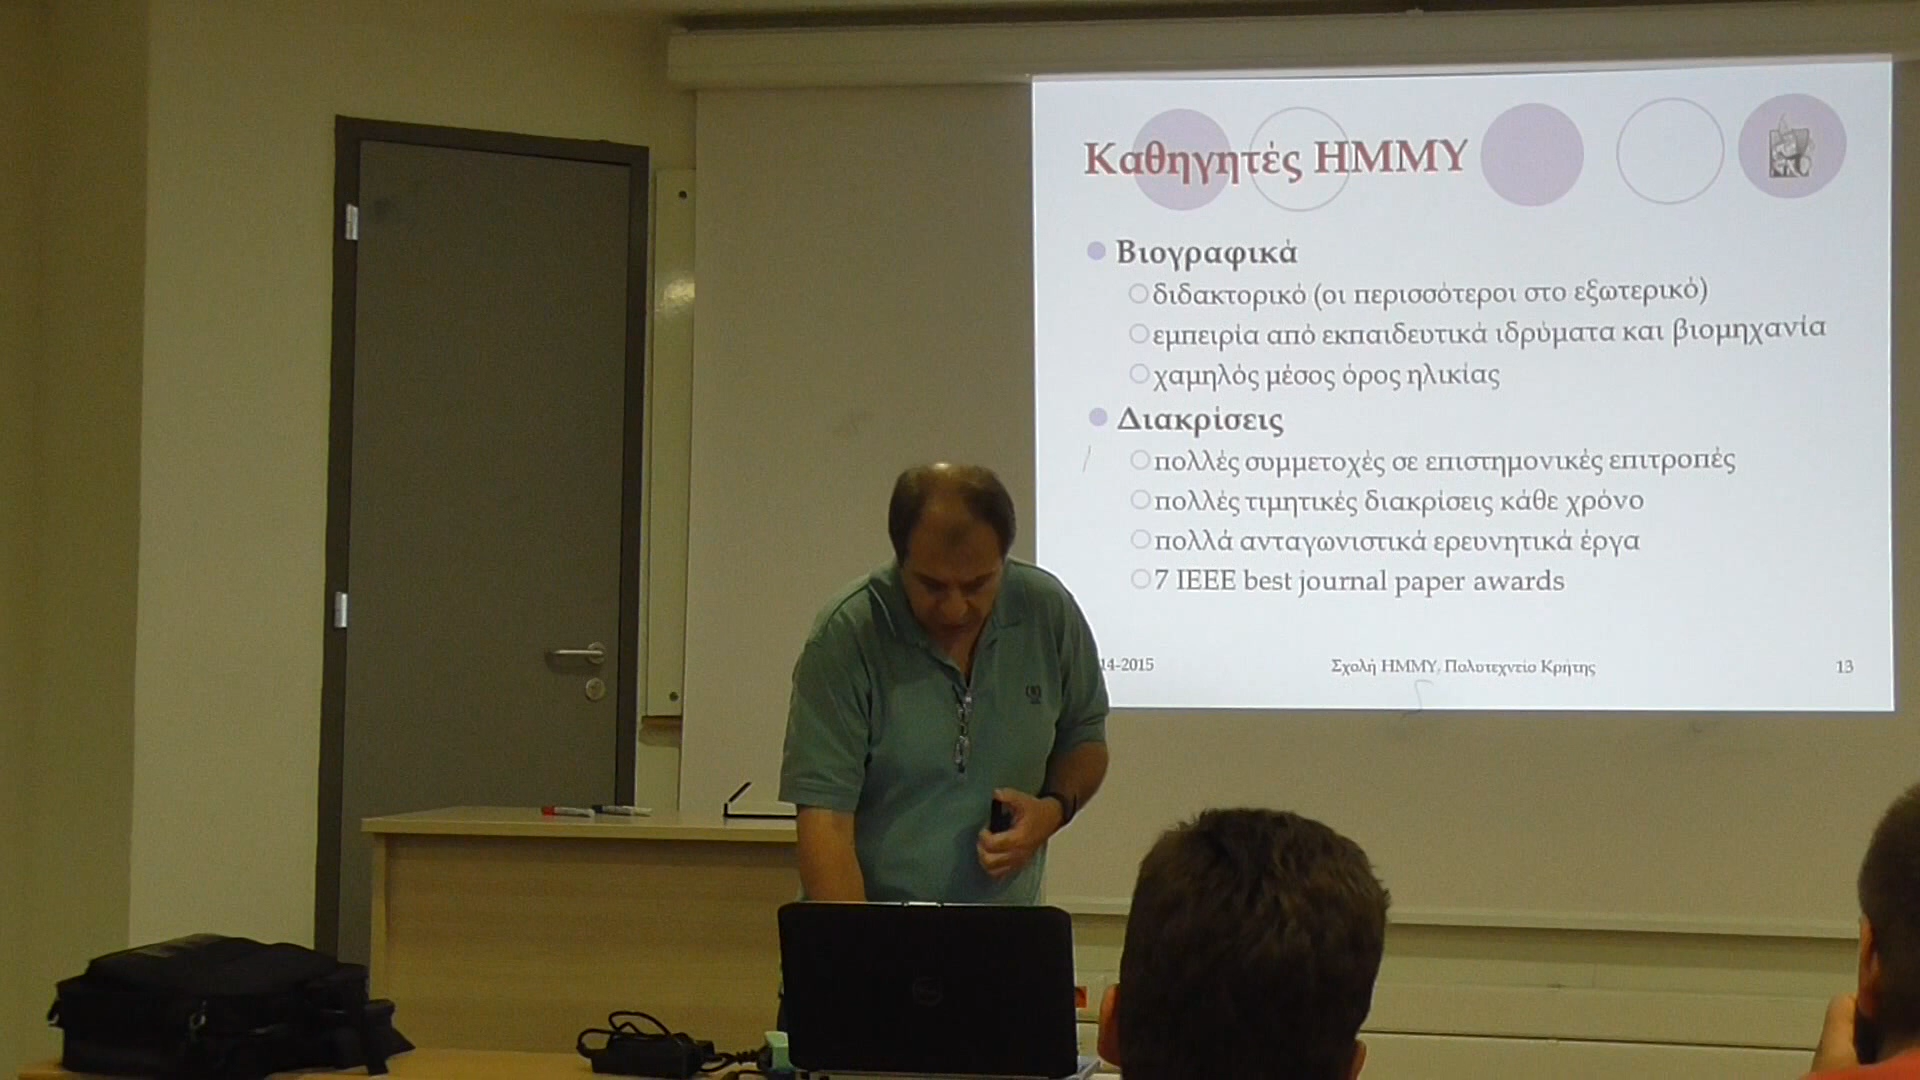 Καθηγητές ΗΜΜΥ
Βιογραφικά
διδακτορικό (οι περισσότεροι στο εξωτερικό)
εμπειρία από εκπαιδευτικά ιδρύματα και βιομηχανία
χαμηλός μέσος όρος ηλικίας
Διακρίσεις
πολλές συμμετοχές σε επιστημονικές επιτροπές
πολλές τιμητικές διακρίσεις κάθε χρόνο
πολλά ανταγωνιστικά ερευνητικά έργα
7 IEEE best journal paper awards
14-2015 Σχολή ΗΜΜΥ, Πολυτεχνείο Κρήτης 13